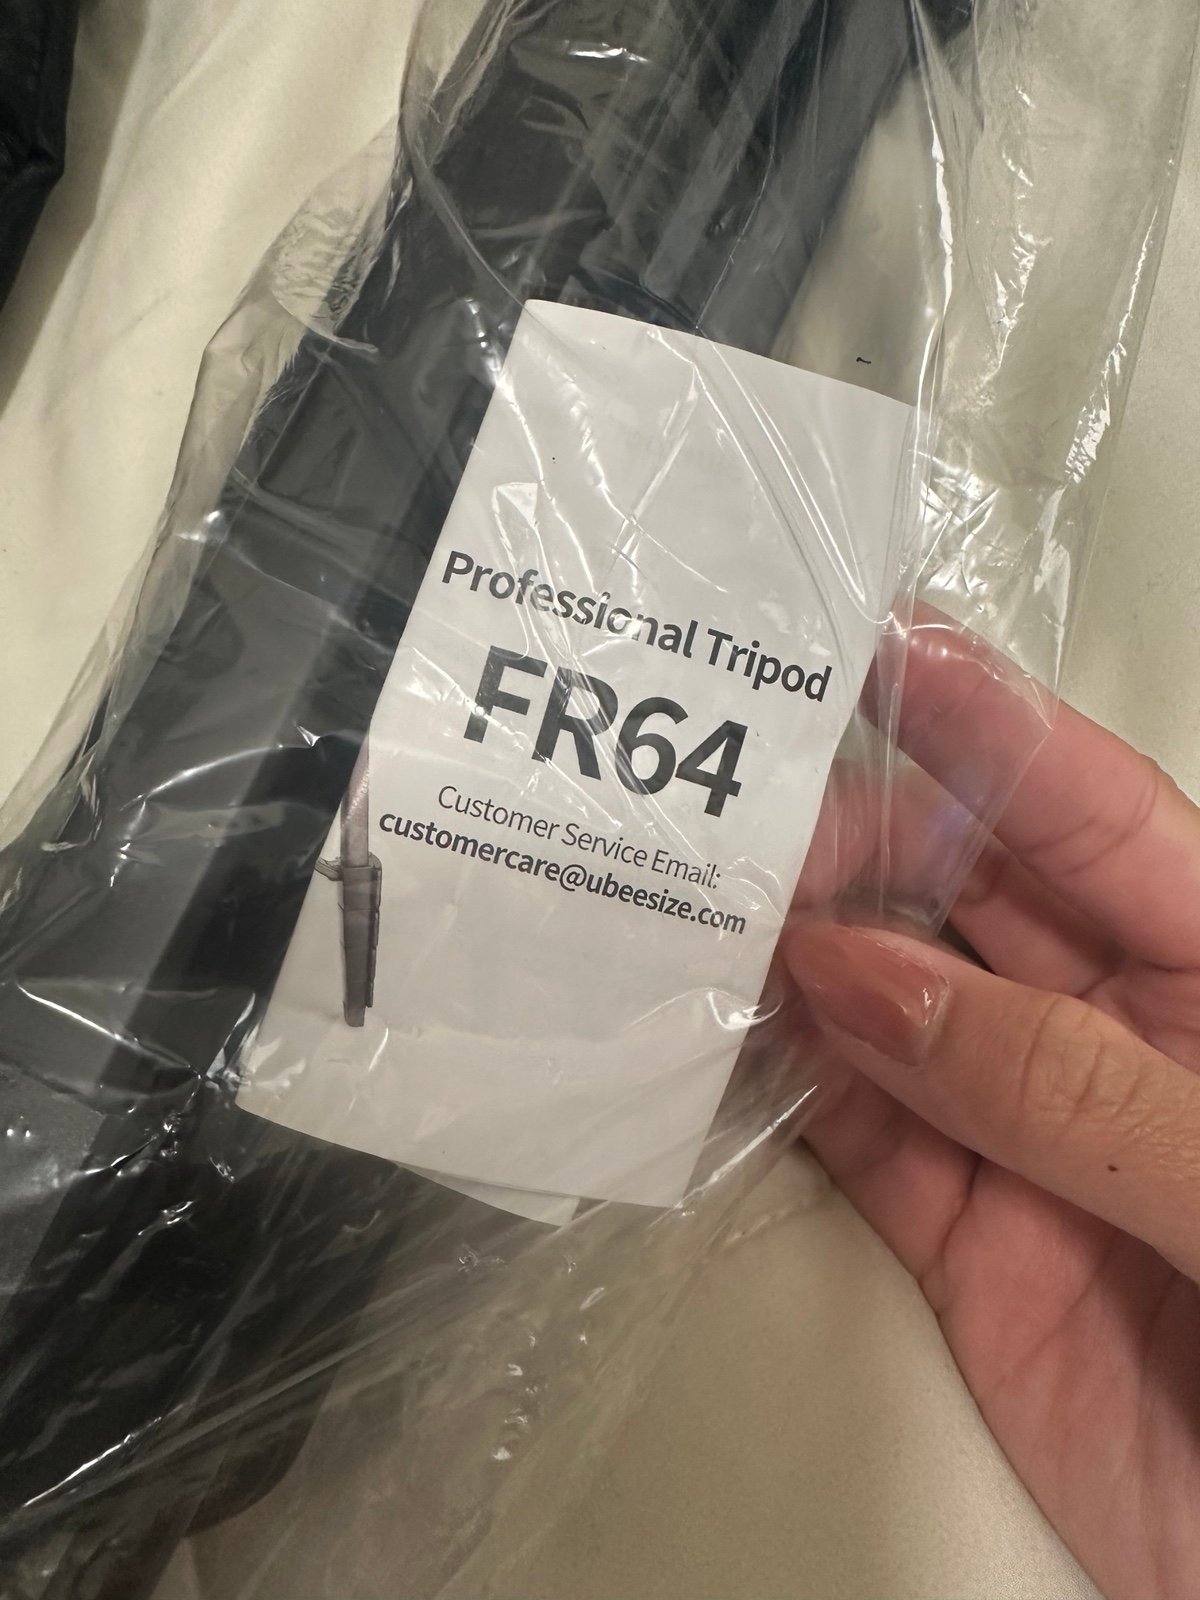 Professional Tripod
FR64
Customer Service Email:
customercare@ubeesize.com